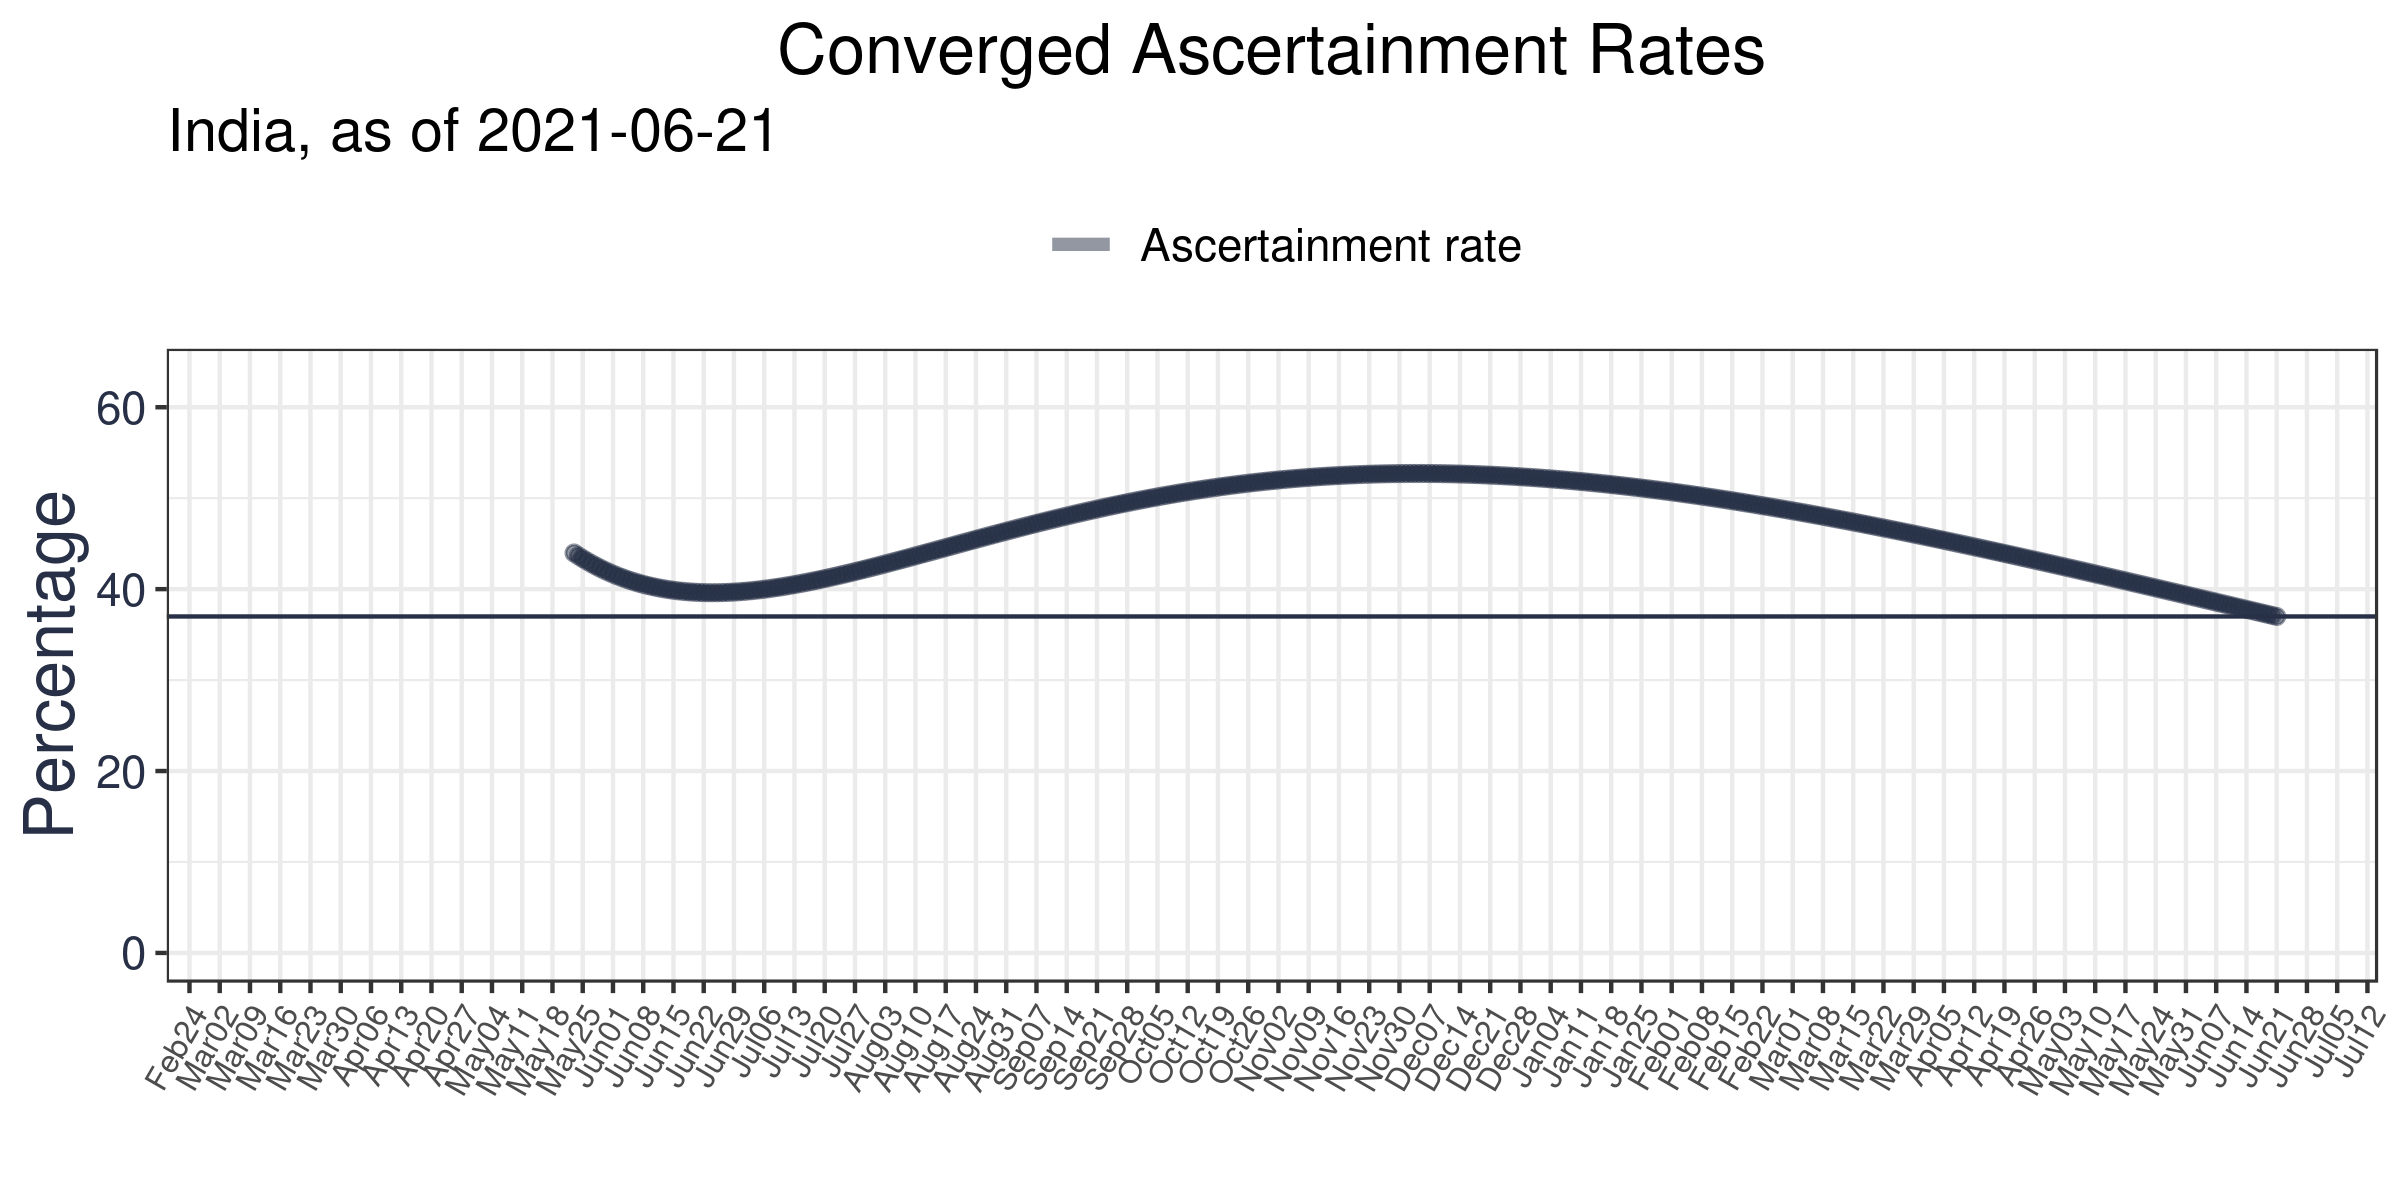 Converged Ascertainment Rates
India, as of 2021-06-21
Ascertainment rate
Percentage
60
40
20
0
Feb24 Mar02 Mar09 Mar16 Mar23 Mar30 Apr06 Apr13 Apr20 Apr27 May04 May11 May18 May25 Jun01 Jun08 Jun15 Jun22 Jun29 Jul06 Jul13 Jul20 Jul27 Aug03 Aug10 Aug17 Aug24 Aug31 Sep07 Sep14 Sep21 Sep28 Oct05 Oct12 Oct19 Oct26 Nov02 Nov09 Nov16 Nov23 Nov30 Dec07 Dec14 Dec21 Dec28 Jan04 Jan11 Jan18 Jan25 Feb01 Feb08 Feb15 Feb22 Mar01 Mar08 Mar15 Mar22 Mar29 Apr05 Apr12 Apr19 Apr26 May03 May10 May17 May24 May31 Jun07 Jun14 Jun21 Jun28 Jul05 Jul12